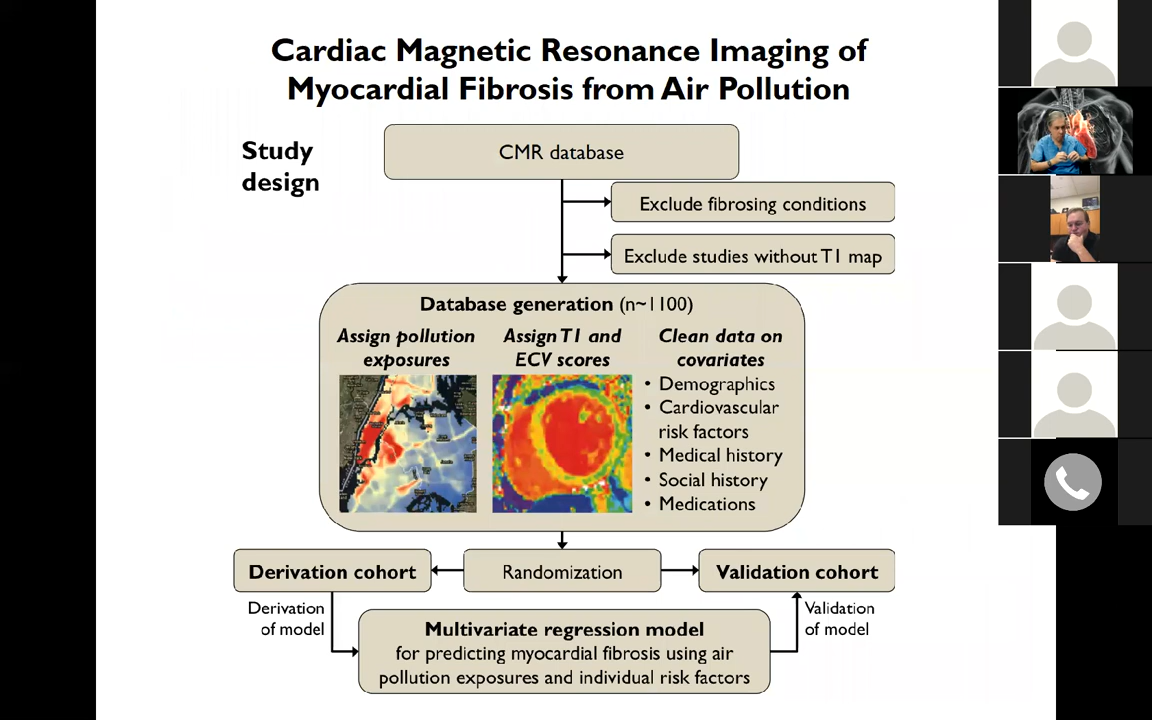 Cardiac Magnetic Resonance Imaging of
Myocardial Fibrosis from Air Pollution
Study
design
CMR database
Exclude fibrosing conditions
Exclude studies without T1 map
Database generation (n~1100)
Assign pollution
exposures
Assign T1 and
ECV scores
Clean data on
covariates
• Demographics
• Cardiovascular
risk factors
• Medical history
• Social history
• Medications
Derivation cohort
Randomization
Validation cohort
Derivation
of model
Validation
of model
Multivariate regression model
for predicting myocardial fibrosis using air
pollution exposures and individual risk factors